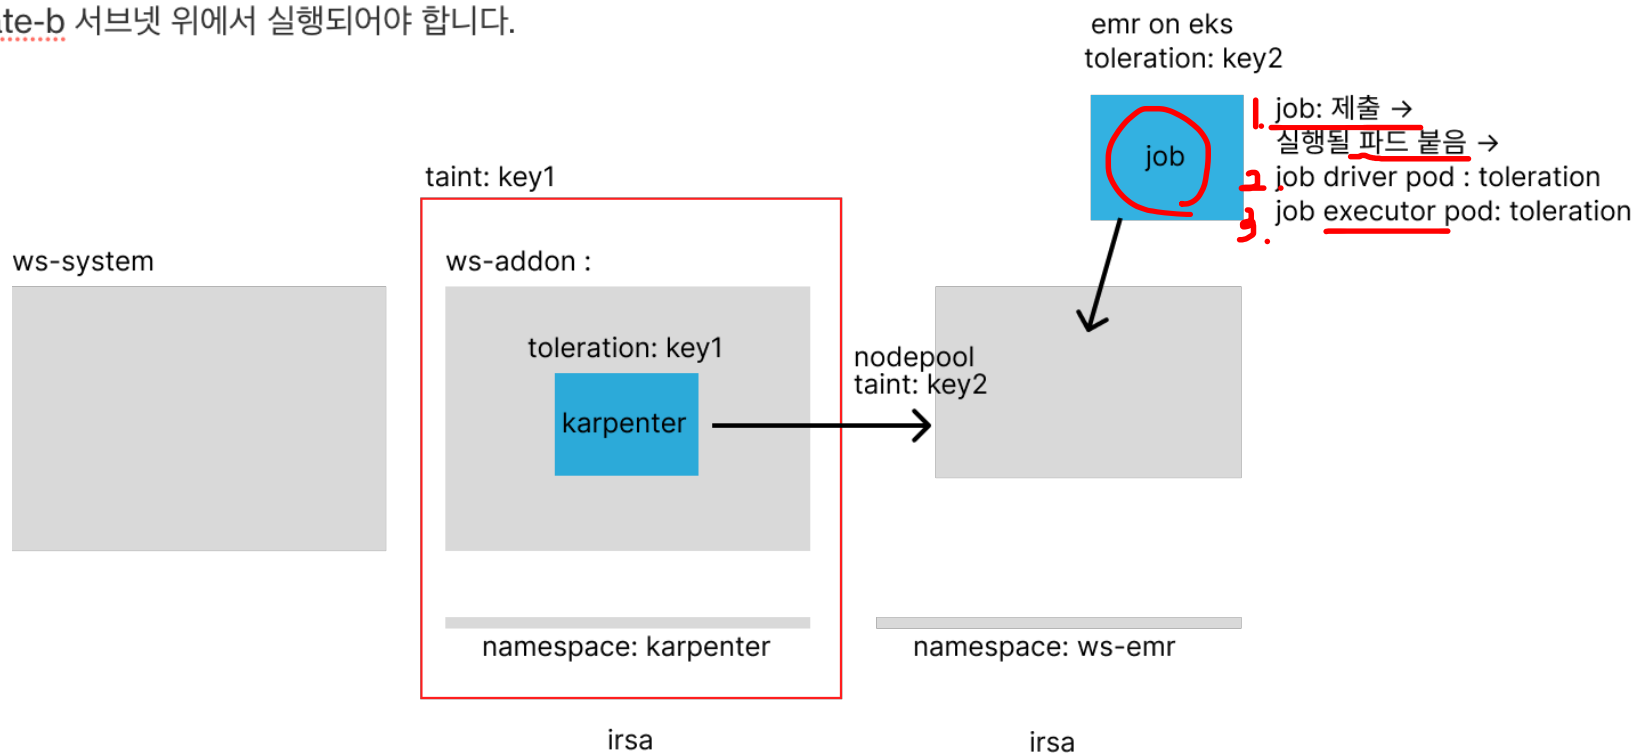 te-b 서브넷 위에서 실행되어야 합니다.
emr on eks
toleration: key2
job
1. job: 제출 →
실행될 파드 붙음 →
2. job driver pod : toleration
3. job executor pod: toleration
taint: key1
ws-system
ws-addon :
toleration: key1
karpenter
nodepool
taint: key2
namespace: karpenter
namespace: ws-emr
irsa
irsa